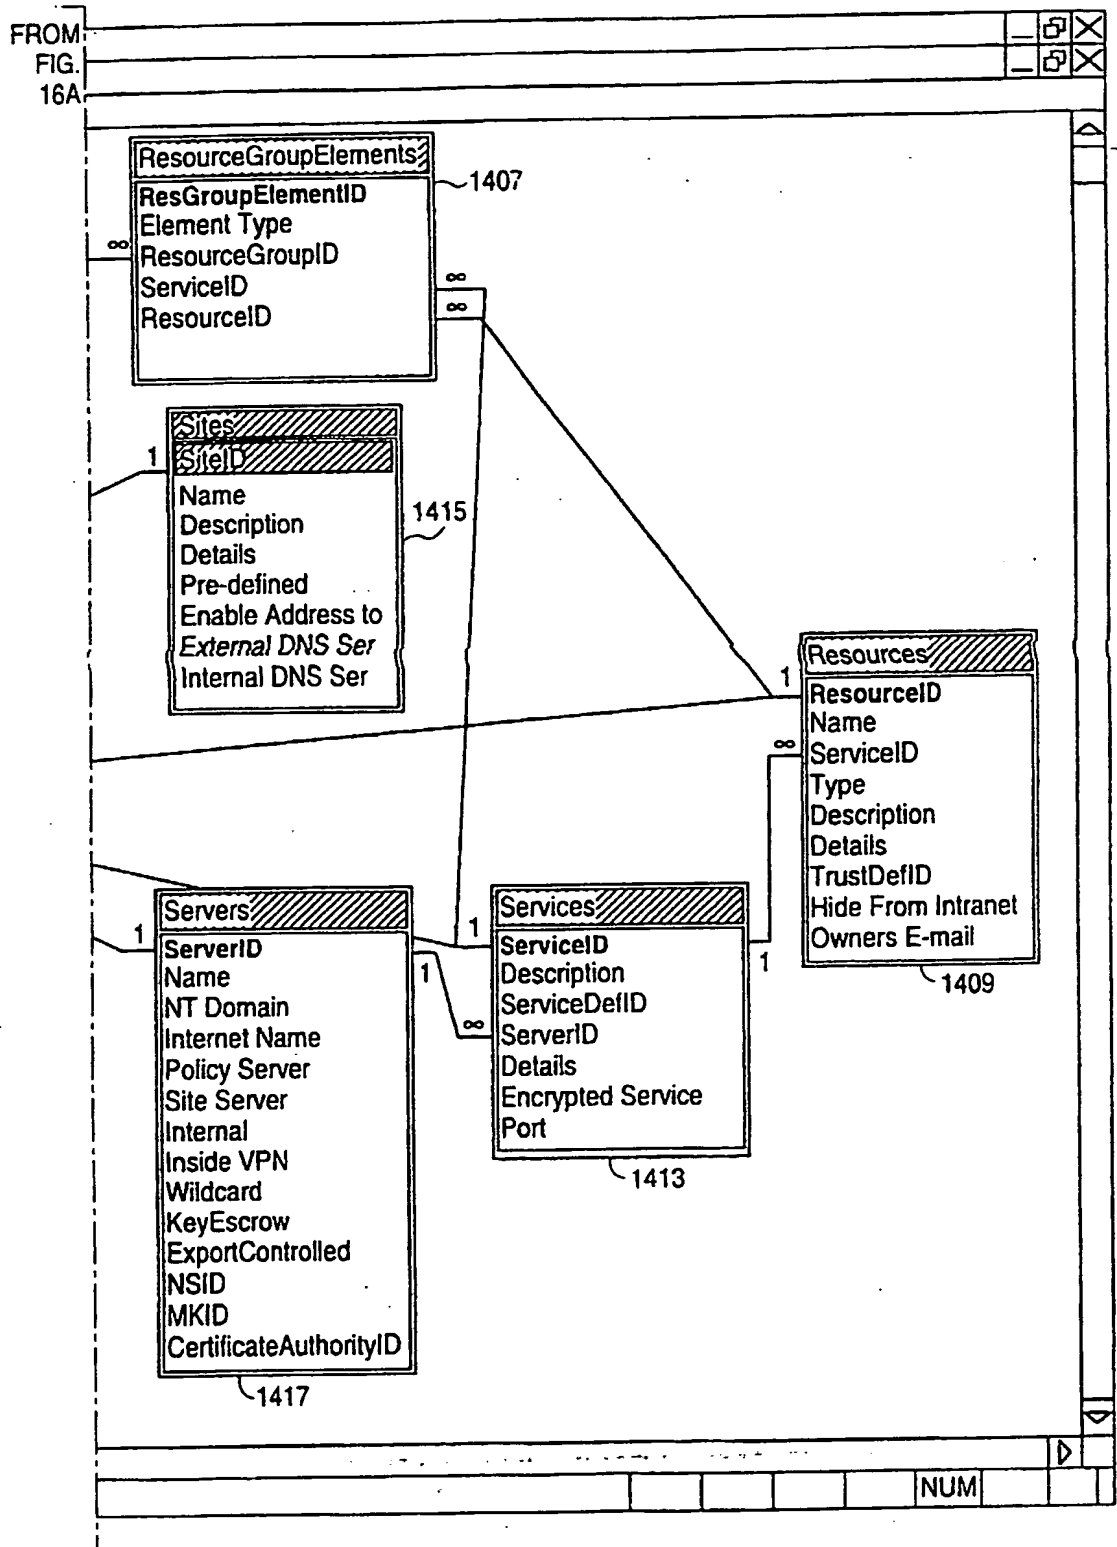 FROM
FIG.
16A
ResourceGroupElements
ResGroupElementID
Element Type
ResourceGroupID
ServiceID
ResourceID
1407
∞
∞
∞
Sites
SiteID
Name
Description
Details
Pre-defined
Enable Address to
External DNS Ser
Internal DNS Ser
1
1415
Resources
ResourceID
Name
ServiceID
Type
Description
Details
TrustDefID
Hide From Intranet
Owners E-mail
1
∞
1409
Servers
ServerID
Name
NT Domain
Internet Name
Policy Server
Site Server
Internal
Inside VPN
Wildcard
KeyEscrow
ExportControlled
NSID
MKID
CertificateAuthorityID
1
1
1417
Services
ServiceID
Description
ServiceDefID
ServerID
Details
Encrypted Service
Port
1
∞
1
1413
NUM